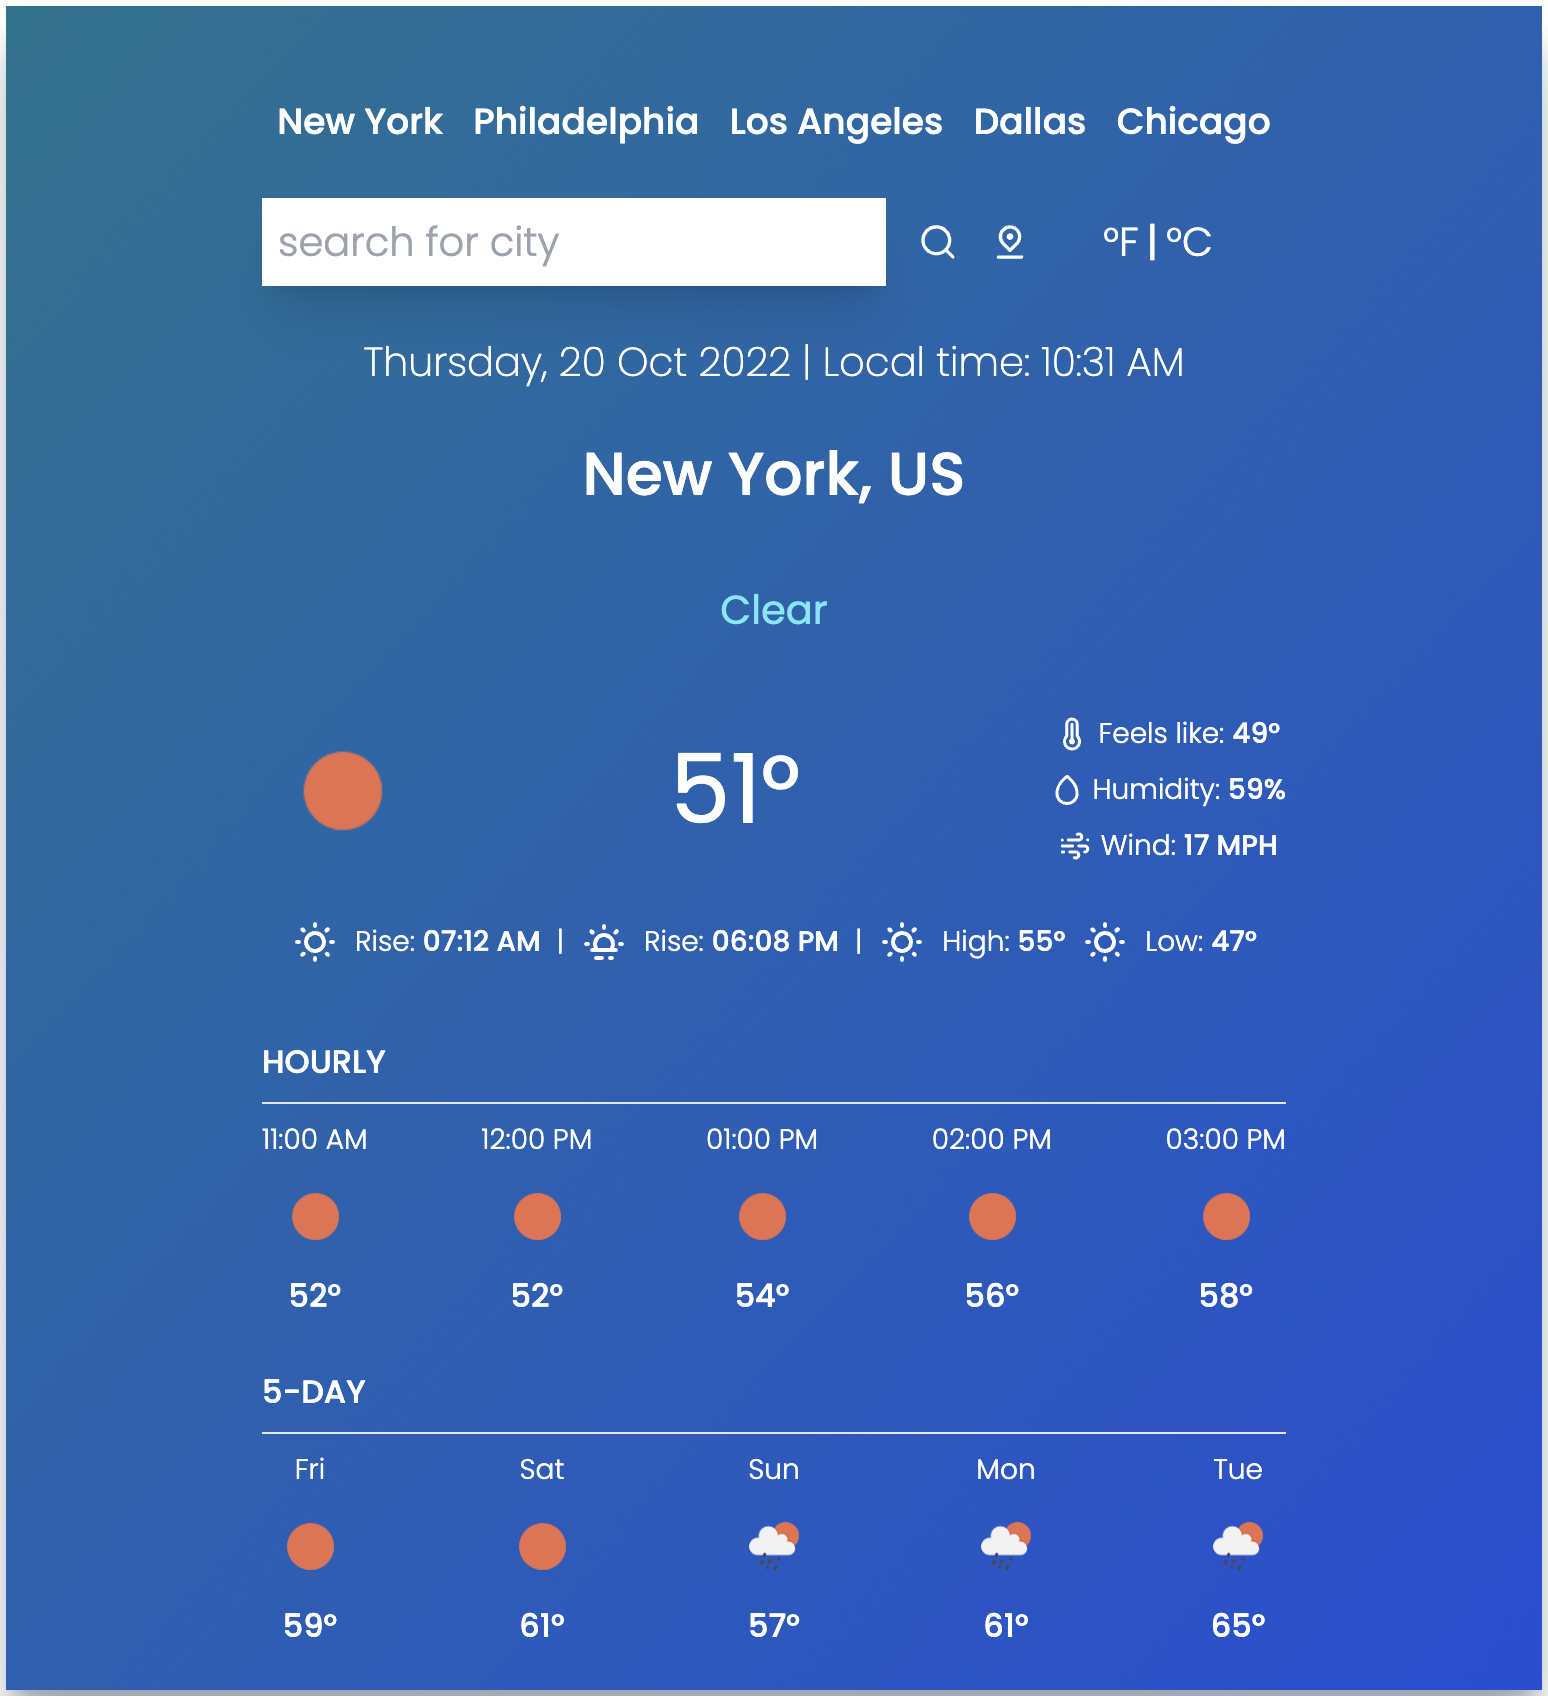 New York Philadelphia Los Angeles Dallas Chicago
search for city °F | °C
Thursday, 20 Oct 2022 | Local time: 10:31 AM
New York, US
Clear
51°
Feels like: 49°
Humidity: 59%
Wind: 17 MPH
Rise: 07:12 AM | Rise: 06:08 PM | High: 55° Low: 47°
HOURLY
11:00 AM 12:00 PM 01:00 PM 02:00 PM 03:00 PM
52° 52° 54° 56° 58°
5-DAY
Fri Sat Sun Mon Tue
59° 61° 57° 61° 65°